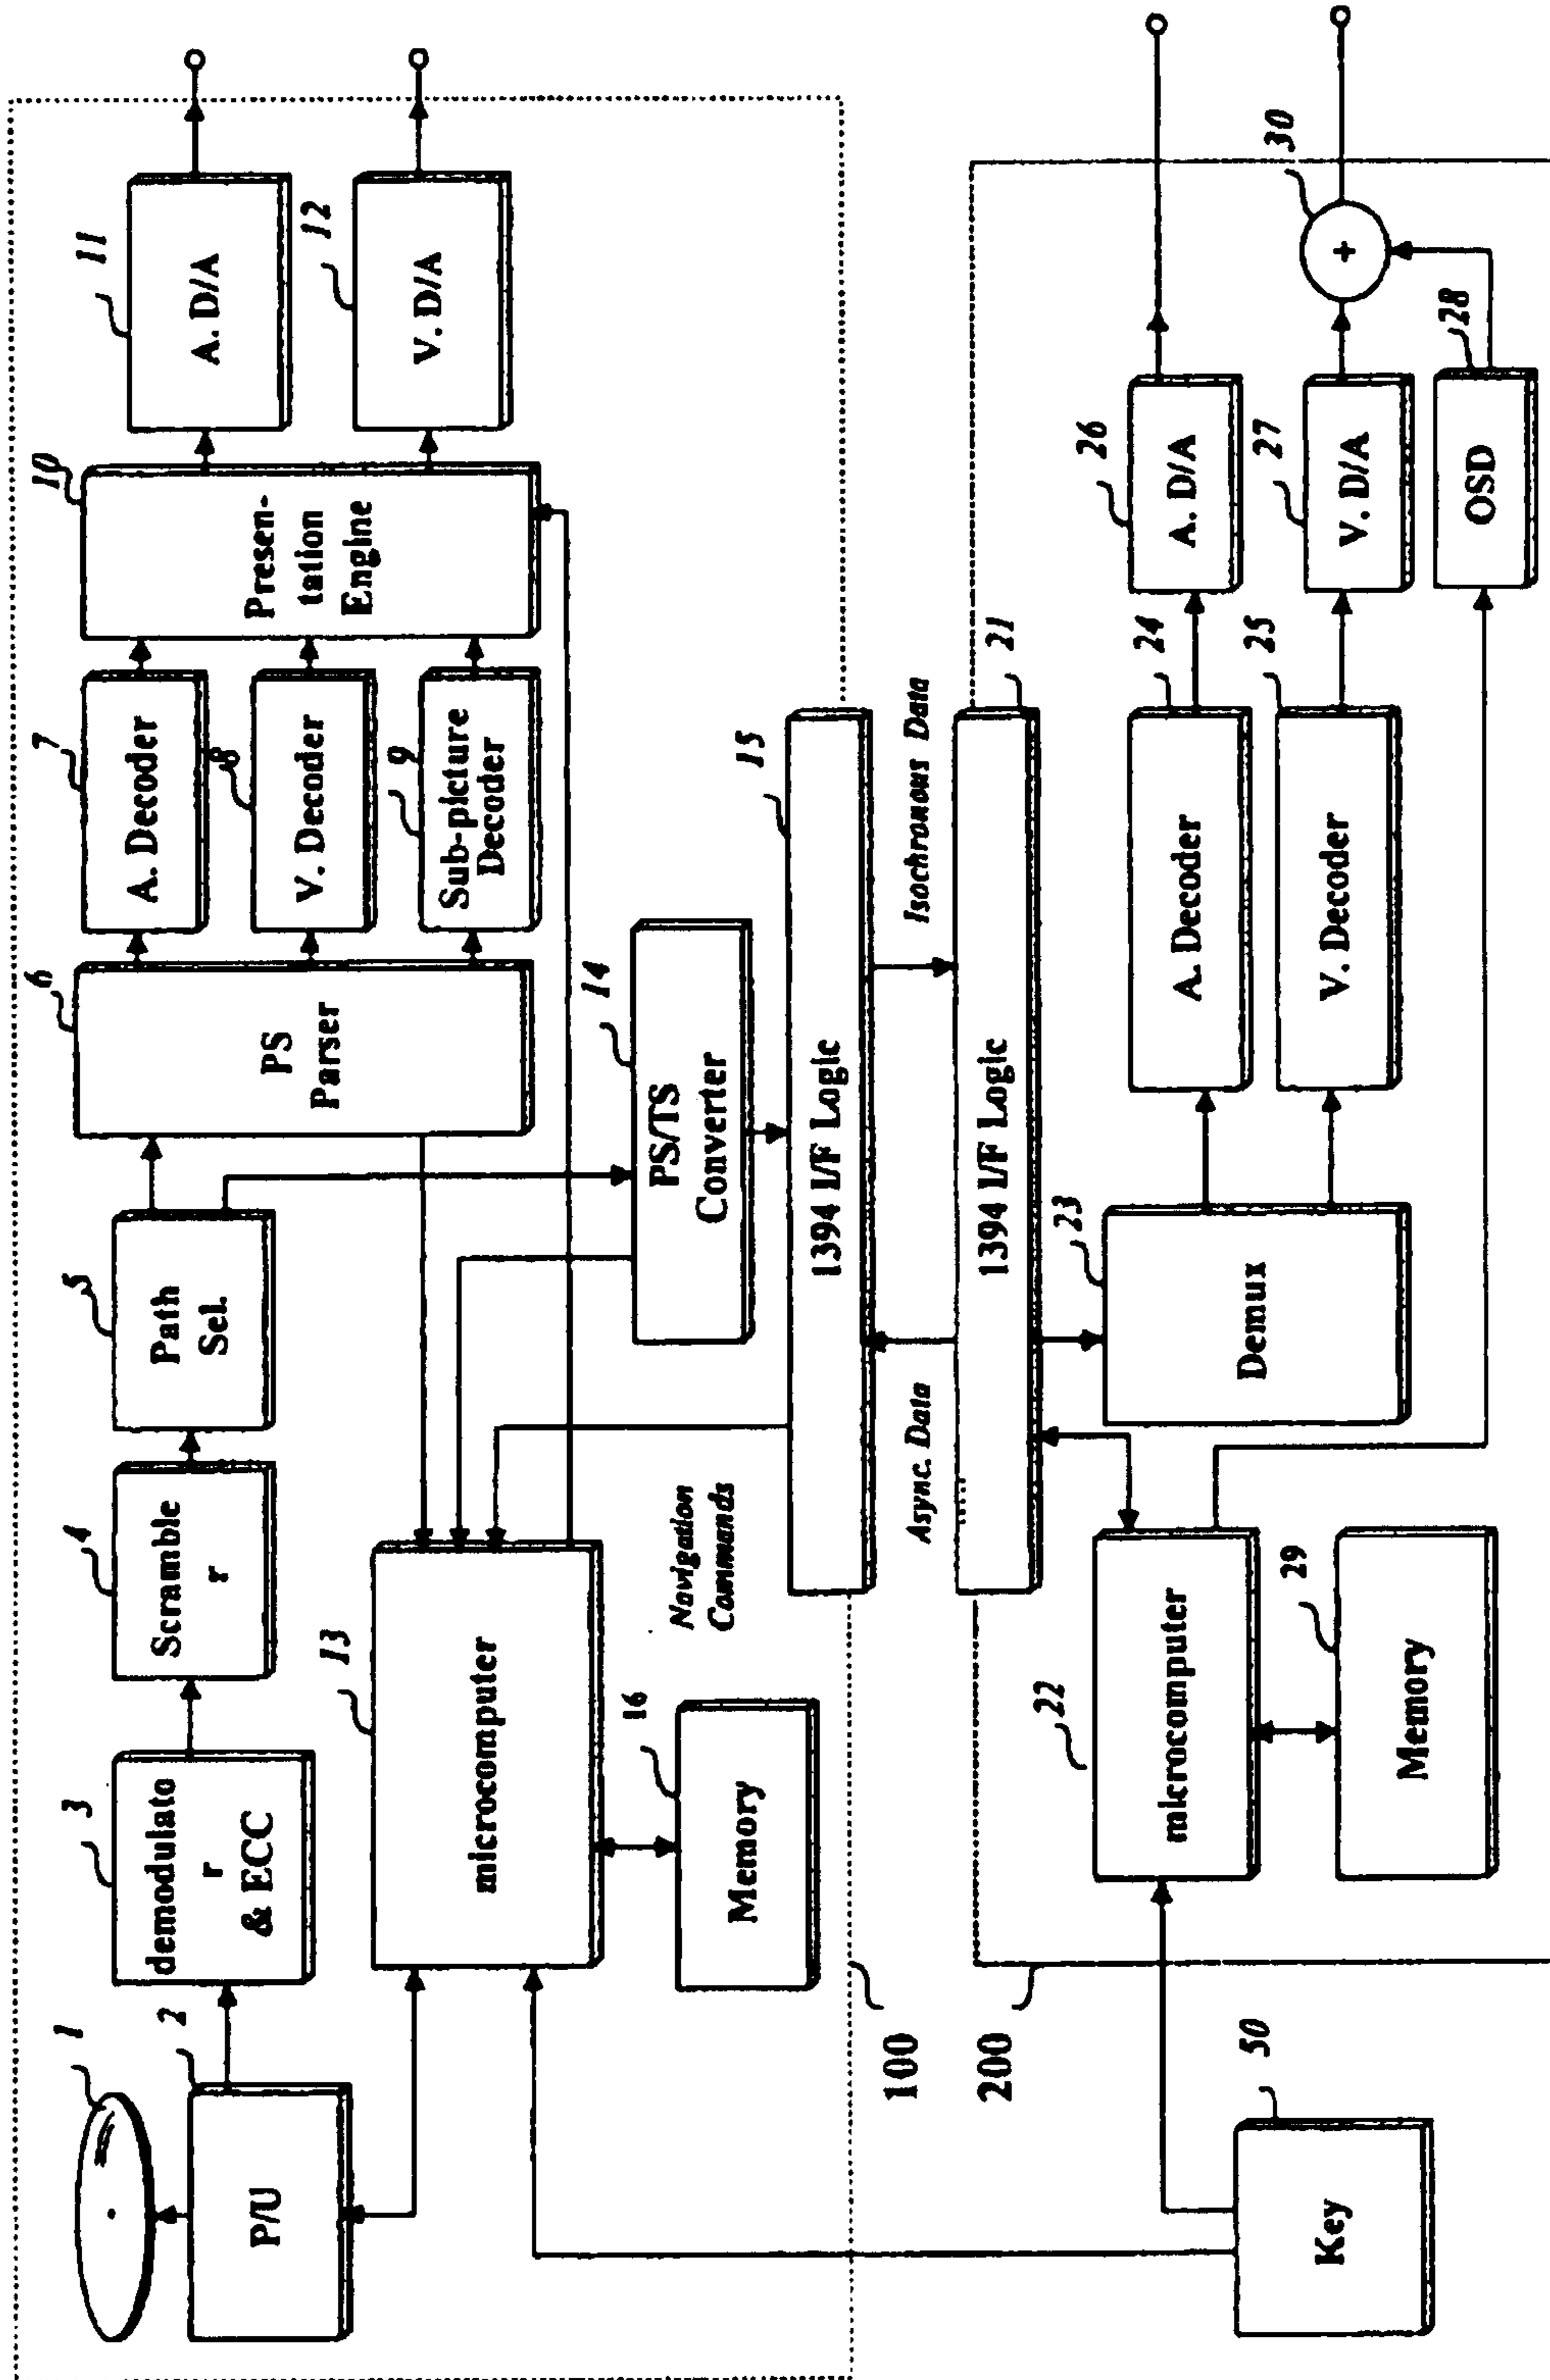 1
2
P/U
3
demodulato
r
& ECC
4
Scramble
r
5
Path
Sel.
6
PS
Parser
7
A. Decoder
8
V. Decoder
9
Sub-picture
Decoder
10
Presen-
tation
Engine
11
A. D/A
12
V. D/A
13
microcomputer
16
Memory
14
PS/TS
Converter
Navigation
Commands
15
1394 I/F Logic
Async. Data
Isochronous Data
100
200
21
1394 I/F Logic
22
microcomputer
29
Memory
23
Demux
24
A. Decoder
25
V. Decoder
26
A. D/A
27
V. D/A
28
OSD
30
+
50
Key